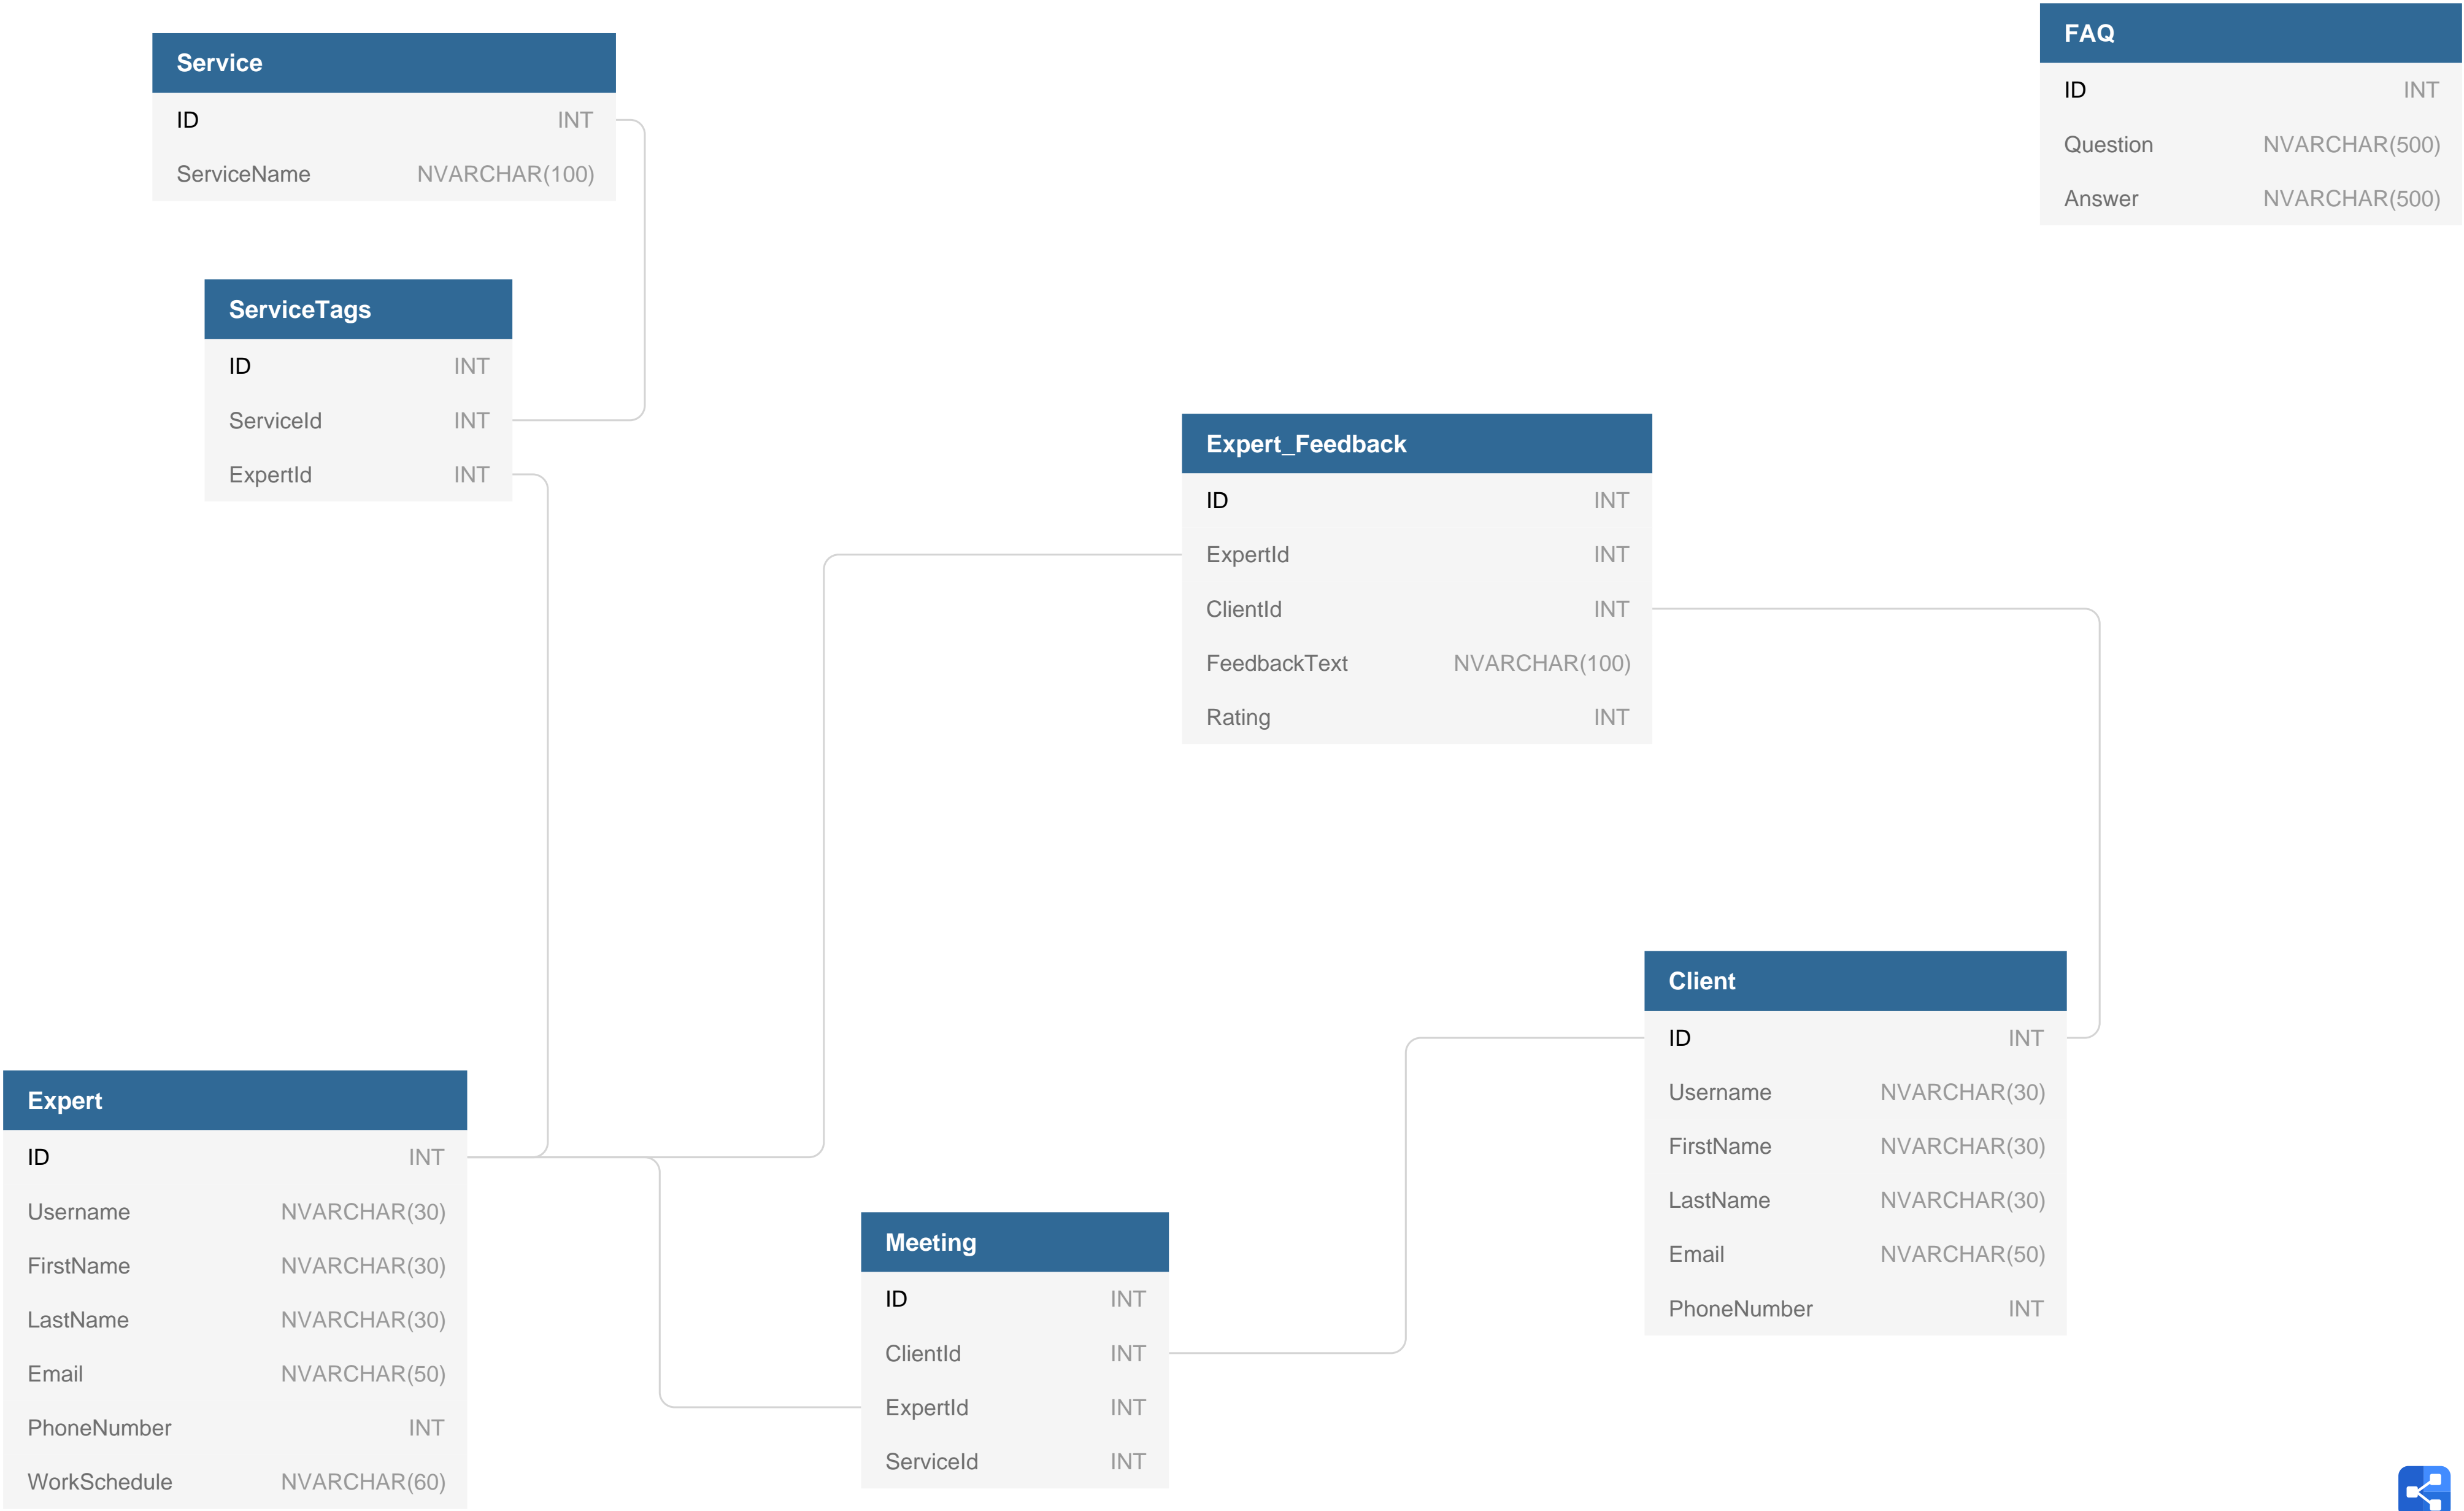 Service
ID INT
ServiceName NVARCHAR(100)
FAQ
ID INT
Question NVARCHAR(500)
Answer NVARCHAR(500)
ServiceTags
ID INT
ServiceId INT
ExpertId INT
Expert_Feedback
ID INT
ExpertId INT
ClientId INT
FeedbackText NVARCHAR(100)
Rating INT
Client
ID INT
Username NVARCHAR(30)
FirstName NVARCHAR(30)
LastName NVARCHAR(30)
Email NVARCHAR(50)
PhoneNumber INT
Expert
ID INT
Username NVARCHAR(30)
FirstName NVARCHAR(30)
LastName NVARCHAR(30)
Email NVARCHAR(50)
PhoneNumber INT
WorkSchedule NVARCHAR(60)
Meeting
ID INT
ClientId INT
ExpertId INT
ServiceId INT